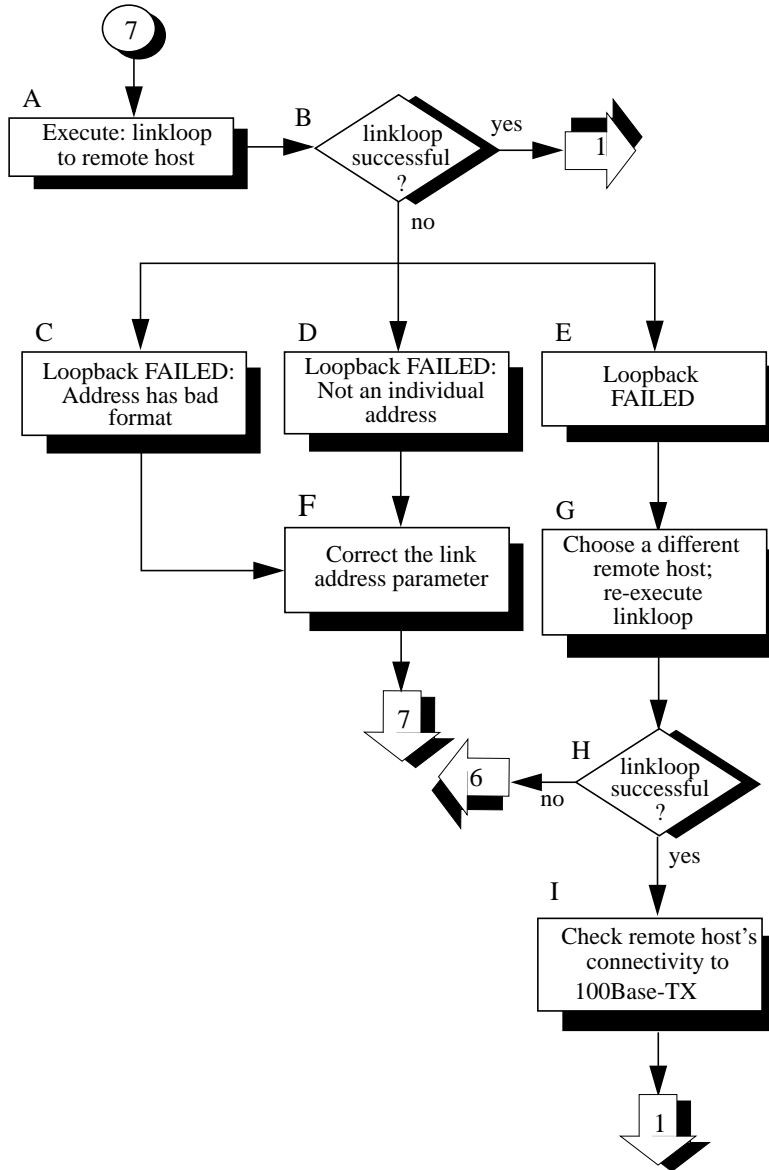 7
A
Execute: linkloop
to remote host
B
linkloop
successful
?
yes
1
no
C
Loopback FAILED:
Address has bad
format
D
Loopback FAILED:
Not an individual
address
E
Loopback
FAILED
F
Correct the link
address parameter
G
Choose a different
remote host;
re-execute
linkloop
7
6
no
H
linkloop
successful
?
yes
I
Check remote host's
connectivity to
100Base-TX
1